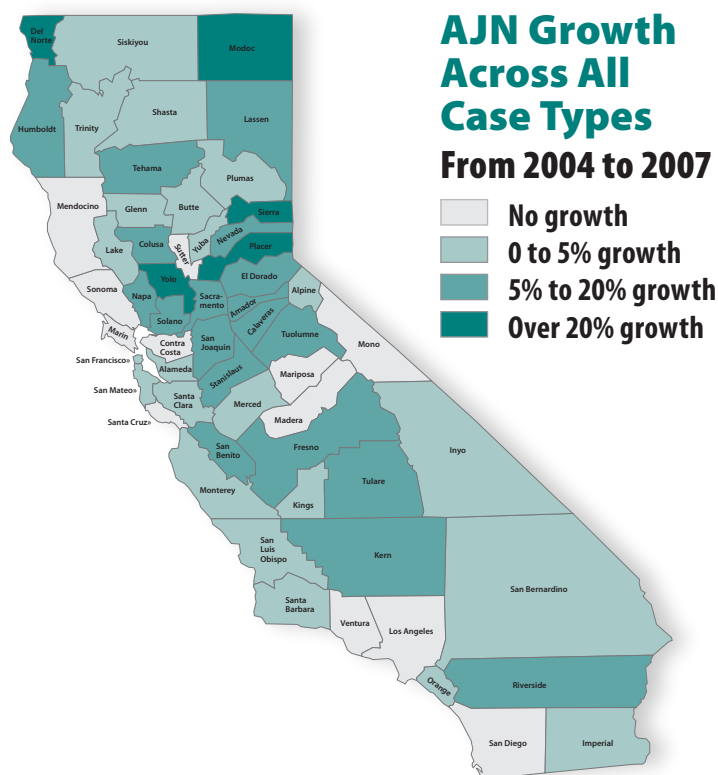 AJN Growth
Across All
Case Types
From 2004 to 2007
No growth
0 to 5% growth
5% to 20% growth
Over 20% growth
Del
Norte
Siskiyou
Modoc
Humboldt
Trinity
Shasta
Lassen
Tehama
Plumas
Mendocino
Glenn
Butte
Sierra
Lake
Colusa
Sutter
Yuba
Nevada
Placer
Yolo
El Dorado
Sonoma
Napa
Sacra-
mento
Alpine
Amador
Solano
Calaveras
Marin
Contra
Costa
San
Joaquin
Tuolumne
Mono
San Francisco»
Alameda
Stanislaus
Mariposa
San Mateo»
Santa
Clara
Merced
Madera
Santa Cruz»
San
Benito
Fresno
Inyo
Monterey
Kings
Tulare
San
Luis
Obispo
Kern
San Bernardino
Santa
Barbara
Ventura
Los Angeles
Orange
Riverside
San Diego
Imperial